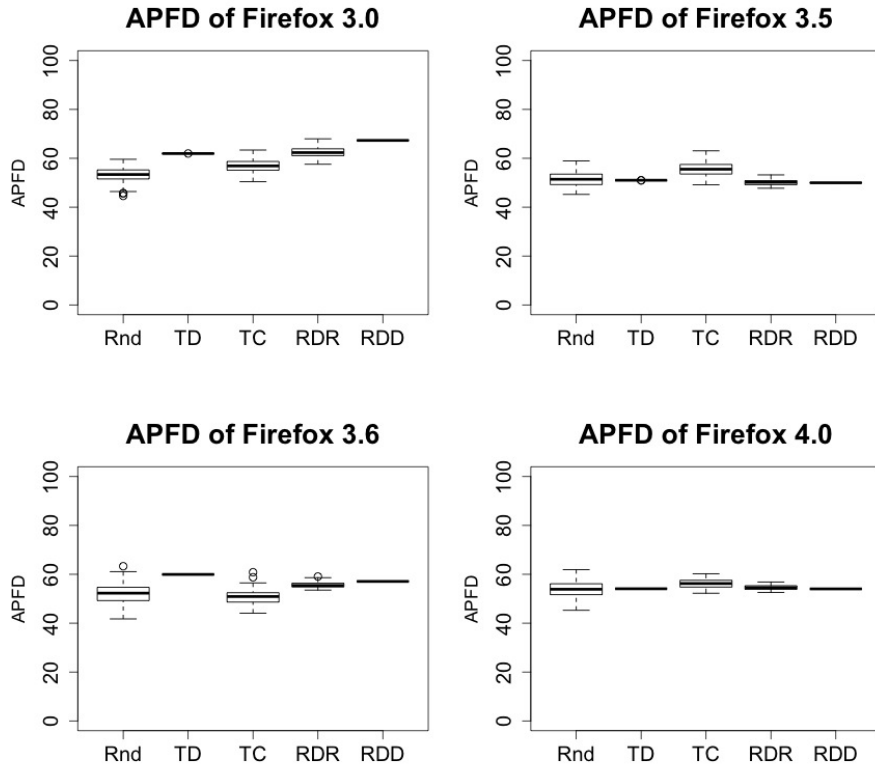 APFD of Firefox 3.0
APFD
100
80
60
40
20
0
Rnd TD TC RDR RDD
APFD of Firefox 3.5
APFD
100
80
60
40
20
0
Rnd TD TC RDR RDD
APFD of Firefox 3.6
APFD
100
80
60
40
20
0
Rnd TD TC RDR RDD
APFD of Firefox 4.0
APFD
100
80
60
40
20
0
Rnd TD TC RDR RDD